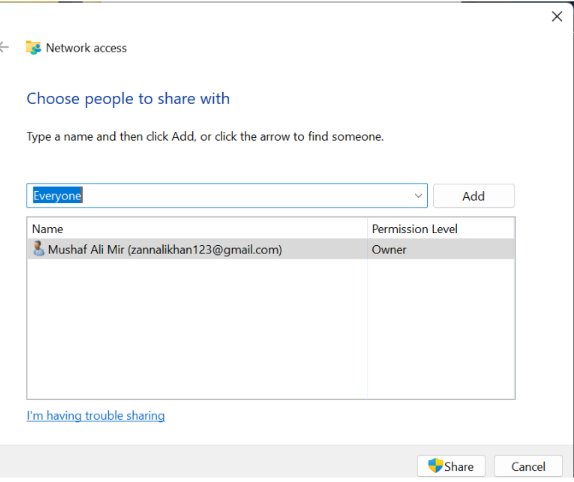 Network access
Choose people to share with
Type a name and then click Add, or click the arrow to find someone.
Everyone
Add
Name Permission Level
Mushaf Ali Mir (zannalikhan123@gmail.com) Owner
I'm having trouble sharing
Share Cancel